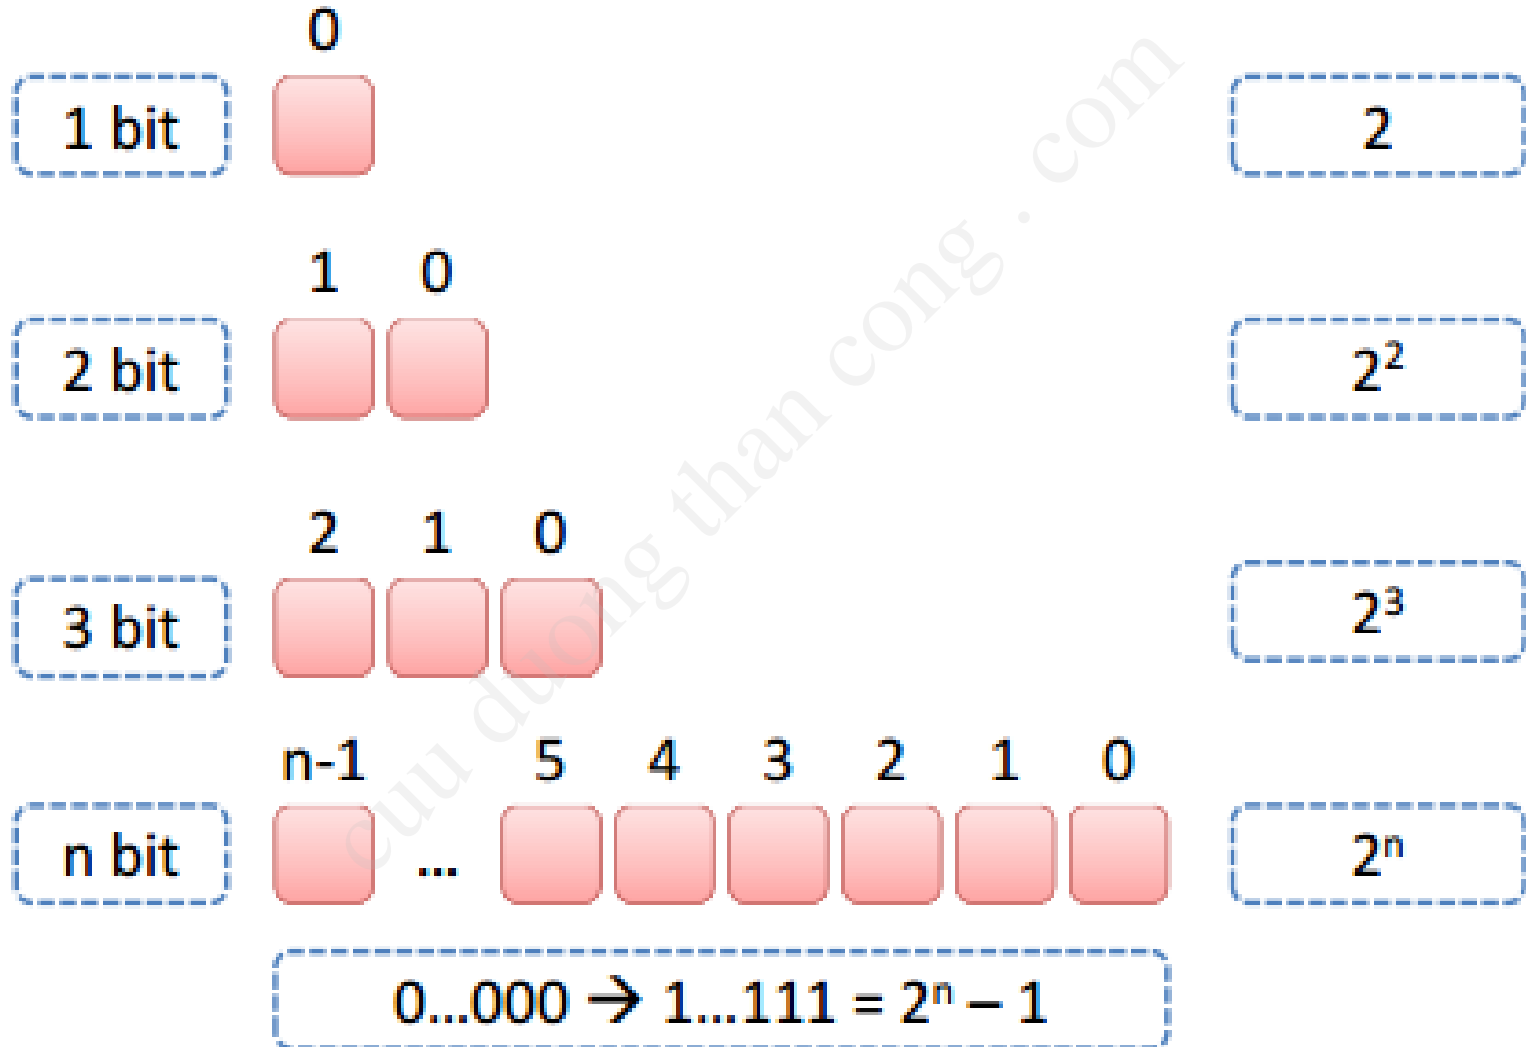 0
1 bit 2
1 0
2 bit 2²
2 1 0
3 bit 2³
n-1 5 4 3 2 1 0
n bit ... 2ⁿ
0...000 → 1...111 = 2ⁿ – 1
cuu duong than cong . com